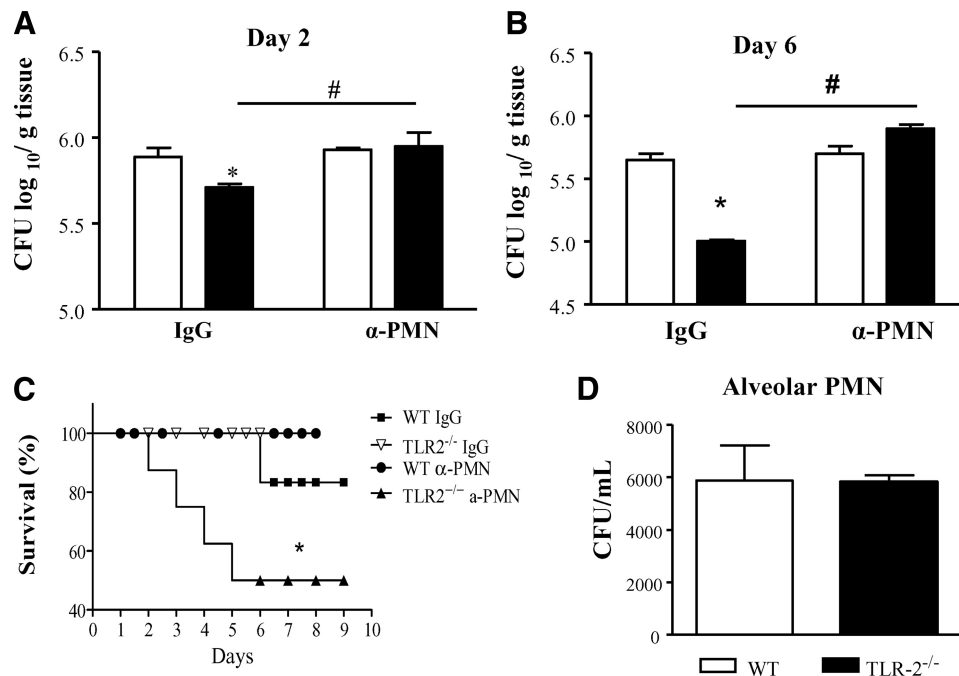 A
Day 2
CFU log 10/ g tissue
6.5
6.0
5.5
5.0
#
*
IgG
α-PMN
B
Day 6
CFU log 10/ g tissue
6.5
6.0
5.5
5.0
4.5
#
*
IgG
α-PMN
C
Survival (%)
100
80
60
40
0 1 2 3 4 5 6 7 8 9 10
Days
*
WT IgG
TLR2-/- IgG
WT α-PMN
TLR2-/- a-PMN
D
Alveolar PMN
CFU/mL
8000
6000
4000
2000
0
WT
TLR-2-/-